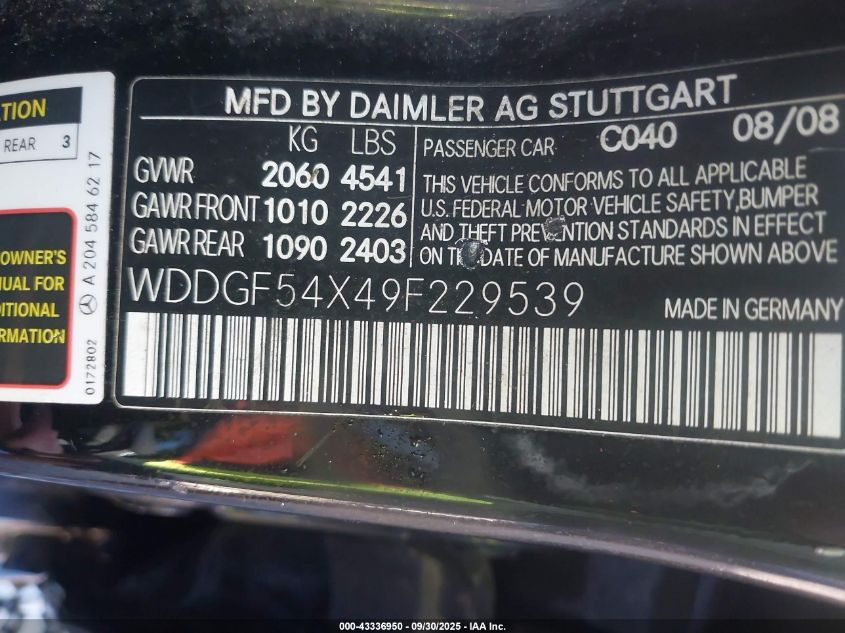 ATION
REAR 3
OWNER'S
UAL FOR
ITIONAL
RMATION
A 204 584 62 17
0172802
MFD BY DAIMLER AG STUTTGART
KG LBS
GVWR 2060 4541
GAWR FRONT 1010 2226
GAWR REAR 1090 2403
PASSENGER CAR C040 08/08
THIS VEHICLE CONFORMS TO ALL APPLICABLE
U.S. FEDERAL MOTOR VEHICLE SAFETY, BUMPER
AND THEFT PREVENTION STANDARDS IN EFFECT
ON THE DATE OF MANUFACTURE SHOWN ABOVE
WDDGF54X49F229539
MADE IN GERMANY
000-43336950 - 09/30/2025 - IAA Inc.